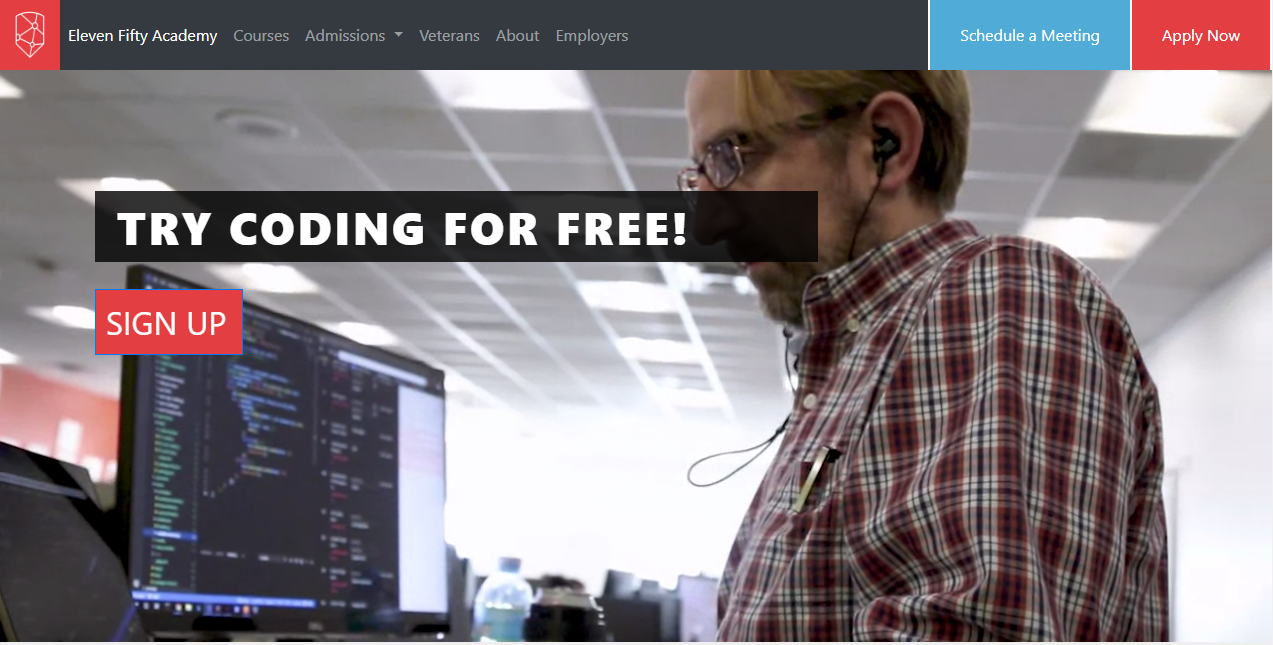 Eleven Fifty Academy Courses Admissions Veterans About Employers Schedule a Meeting Apply Now
TRY CODING FOR FREE!
SIGN UP